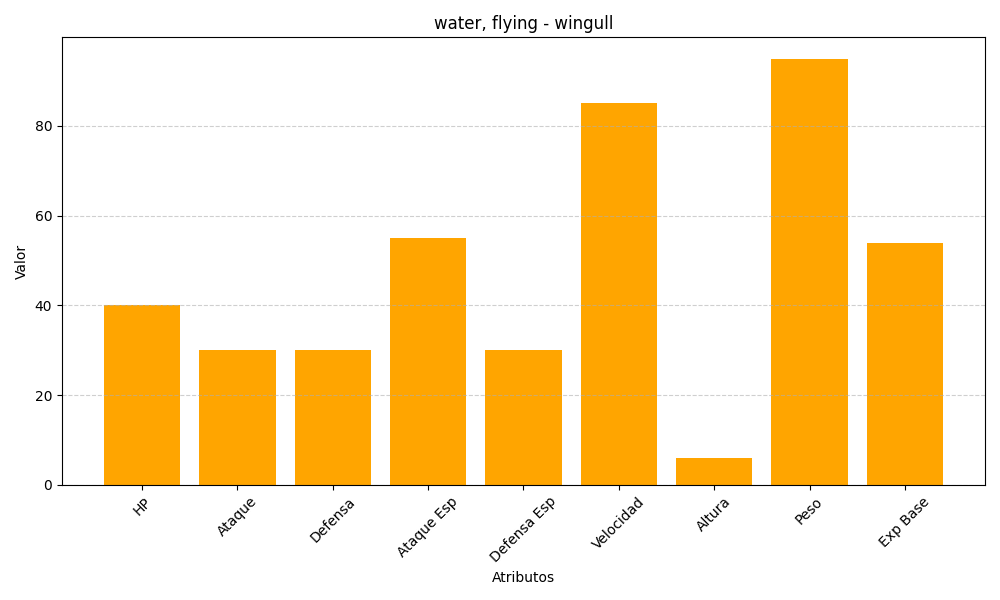 water, flying - wingull
Valor
80
60
40
20
0
HP
Ataque
Defensa
Ataque Esp
Defensa Esp
Velocidad
Altura
Peso
Exp Base
Atributos